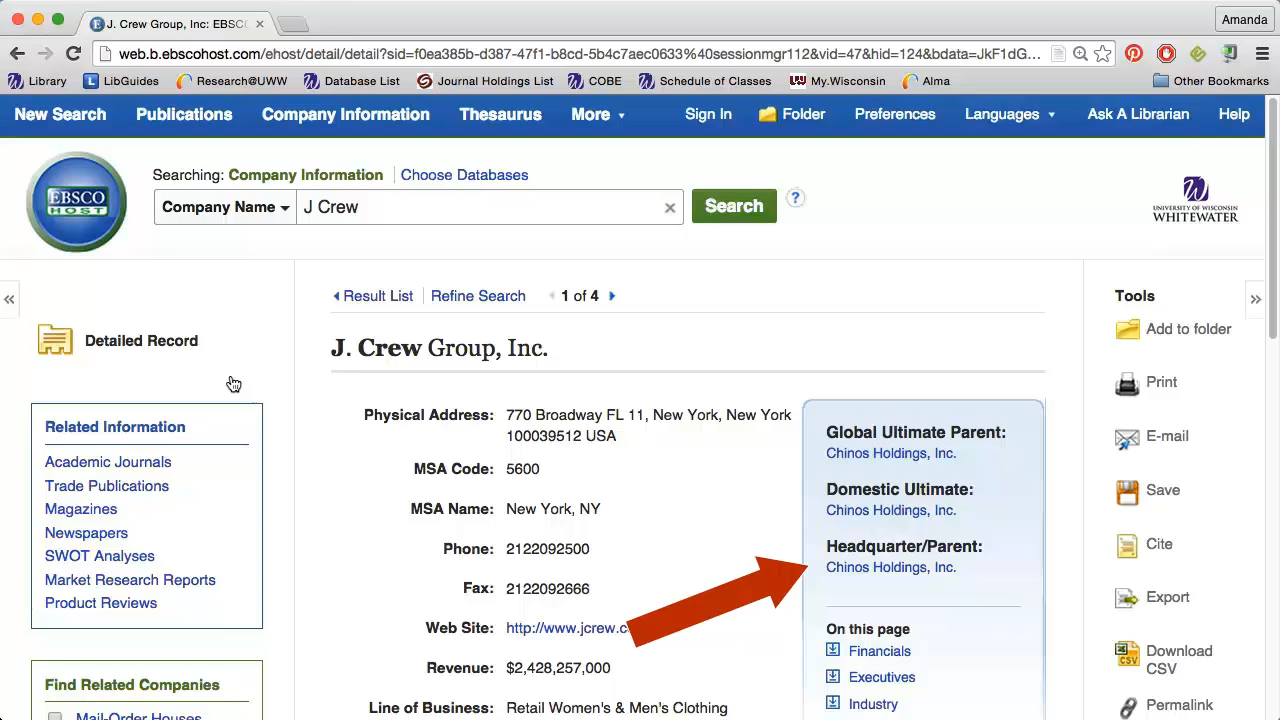 J. Crew Group, Inc: EBSC
Amanda
web.b.ebscohost.com/ehost/detail/detail?sid=f0ea385b-d387-47f1-b8cd-5b4c7aec0633%40sessionmgr112&vid=47&hid=124&bdata=JkF1dG...
Library
LibGuides
Research@UWW
Database List
Journal Holdings List
COBE
Schedule of Classes
My.Wisconsin
Alma
Other Bookmarks
New Search Publications Company Information Thesaurus More
Sign In Folder Preferences Languages Ask A Librarian Help
EBSCO
HOST
Searching: Company Information Choose Databases
Company Name J Crew Search ?
UNIVERSITY OF WISCONSIN
WHITEWATER
Detailed Record
Related Information
Academic Journals
Trade Publications
Magazines
Newspapers
SWOT Analyses
Market Research Reports
Product Reviews
Find Related Companies
Mail-Order Houses
Result List Refine Search 1 of 4
J. Crew Group, Inc.
Physical Address: 770 Broadway FL 11, New York, New York
100039512 USA
MSA Code: 5600
MSA Name: New York, NY
Phone: 2122092500
Fax: 2122092666
Web Site: http://www.jcrew.c
Revenue: $2,428,257,000
Line of Business: Retail Women's & Men's Clothing
Global Ultimate Parent:
Chinos Holdings, Inc.
Domestic Ultimate:
Chinos Holdings, Inc.
Headquarter/Parent:
Chinos Holdings, Inc.
On this page
Financials
Executives
Industry
Tools
Add to folder
Print
E-mail
Save
Cite
Export
Download
CSV
Permalink